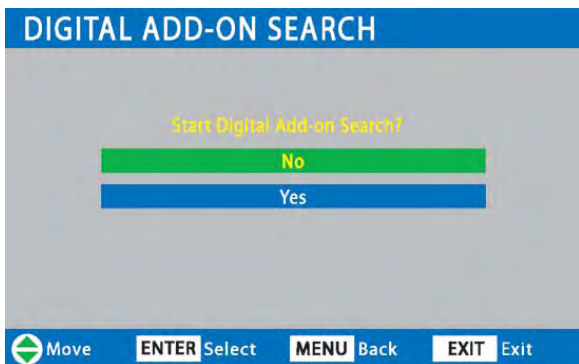 DIGITAL ADD-ON SEARCH
Start Digital Add-on Search?
No
Yes
Move ENTER Select MENU Back EXIT Exit